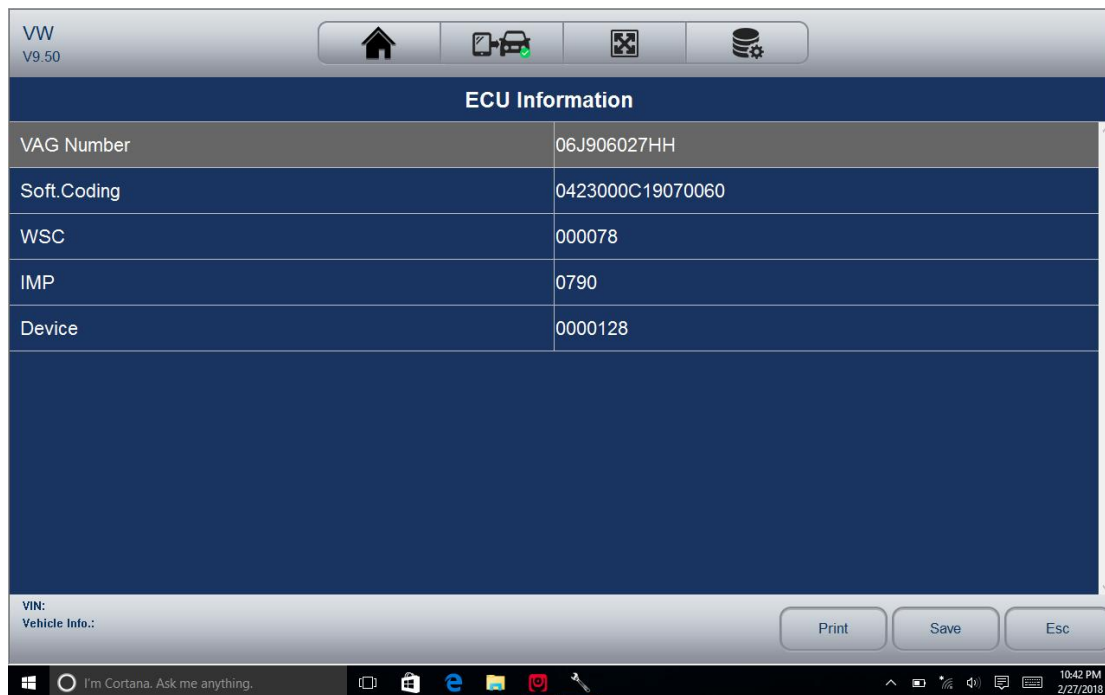 VW
V9.50
ECU Information
VAG Number 06J906027HH
Soft.Coding 0423000C19070060
WSC 000078
IMP 0790
Device 0000128
VIN:
Vehicle Info.:
Print Save Esc
I'm Cortana. Ask me anything.
10:42 PM
2/27/2018